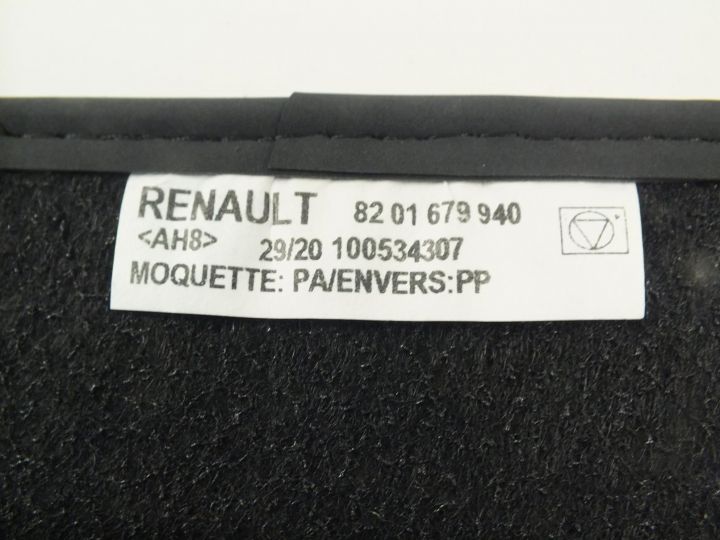 RENAULT 82 01 679 940
<AH8> 29/20 100534307
MOQUETTE: PA/ENVERS:PP